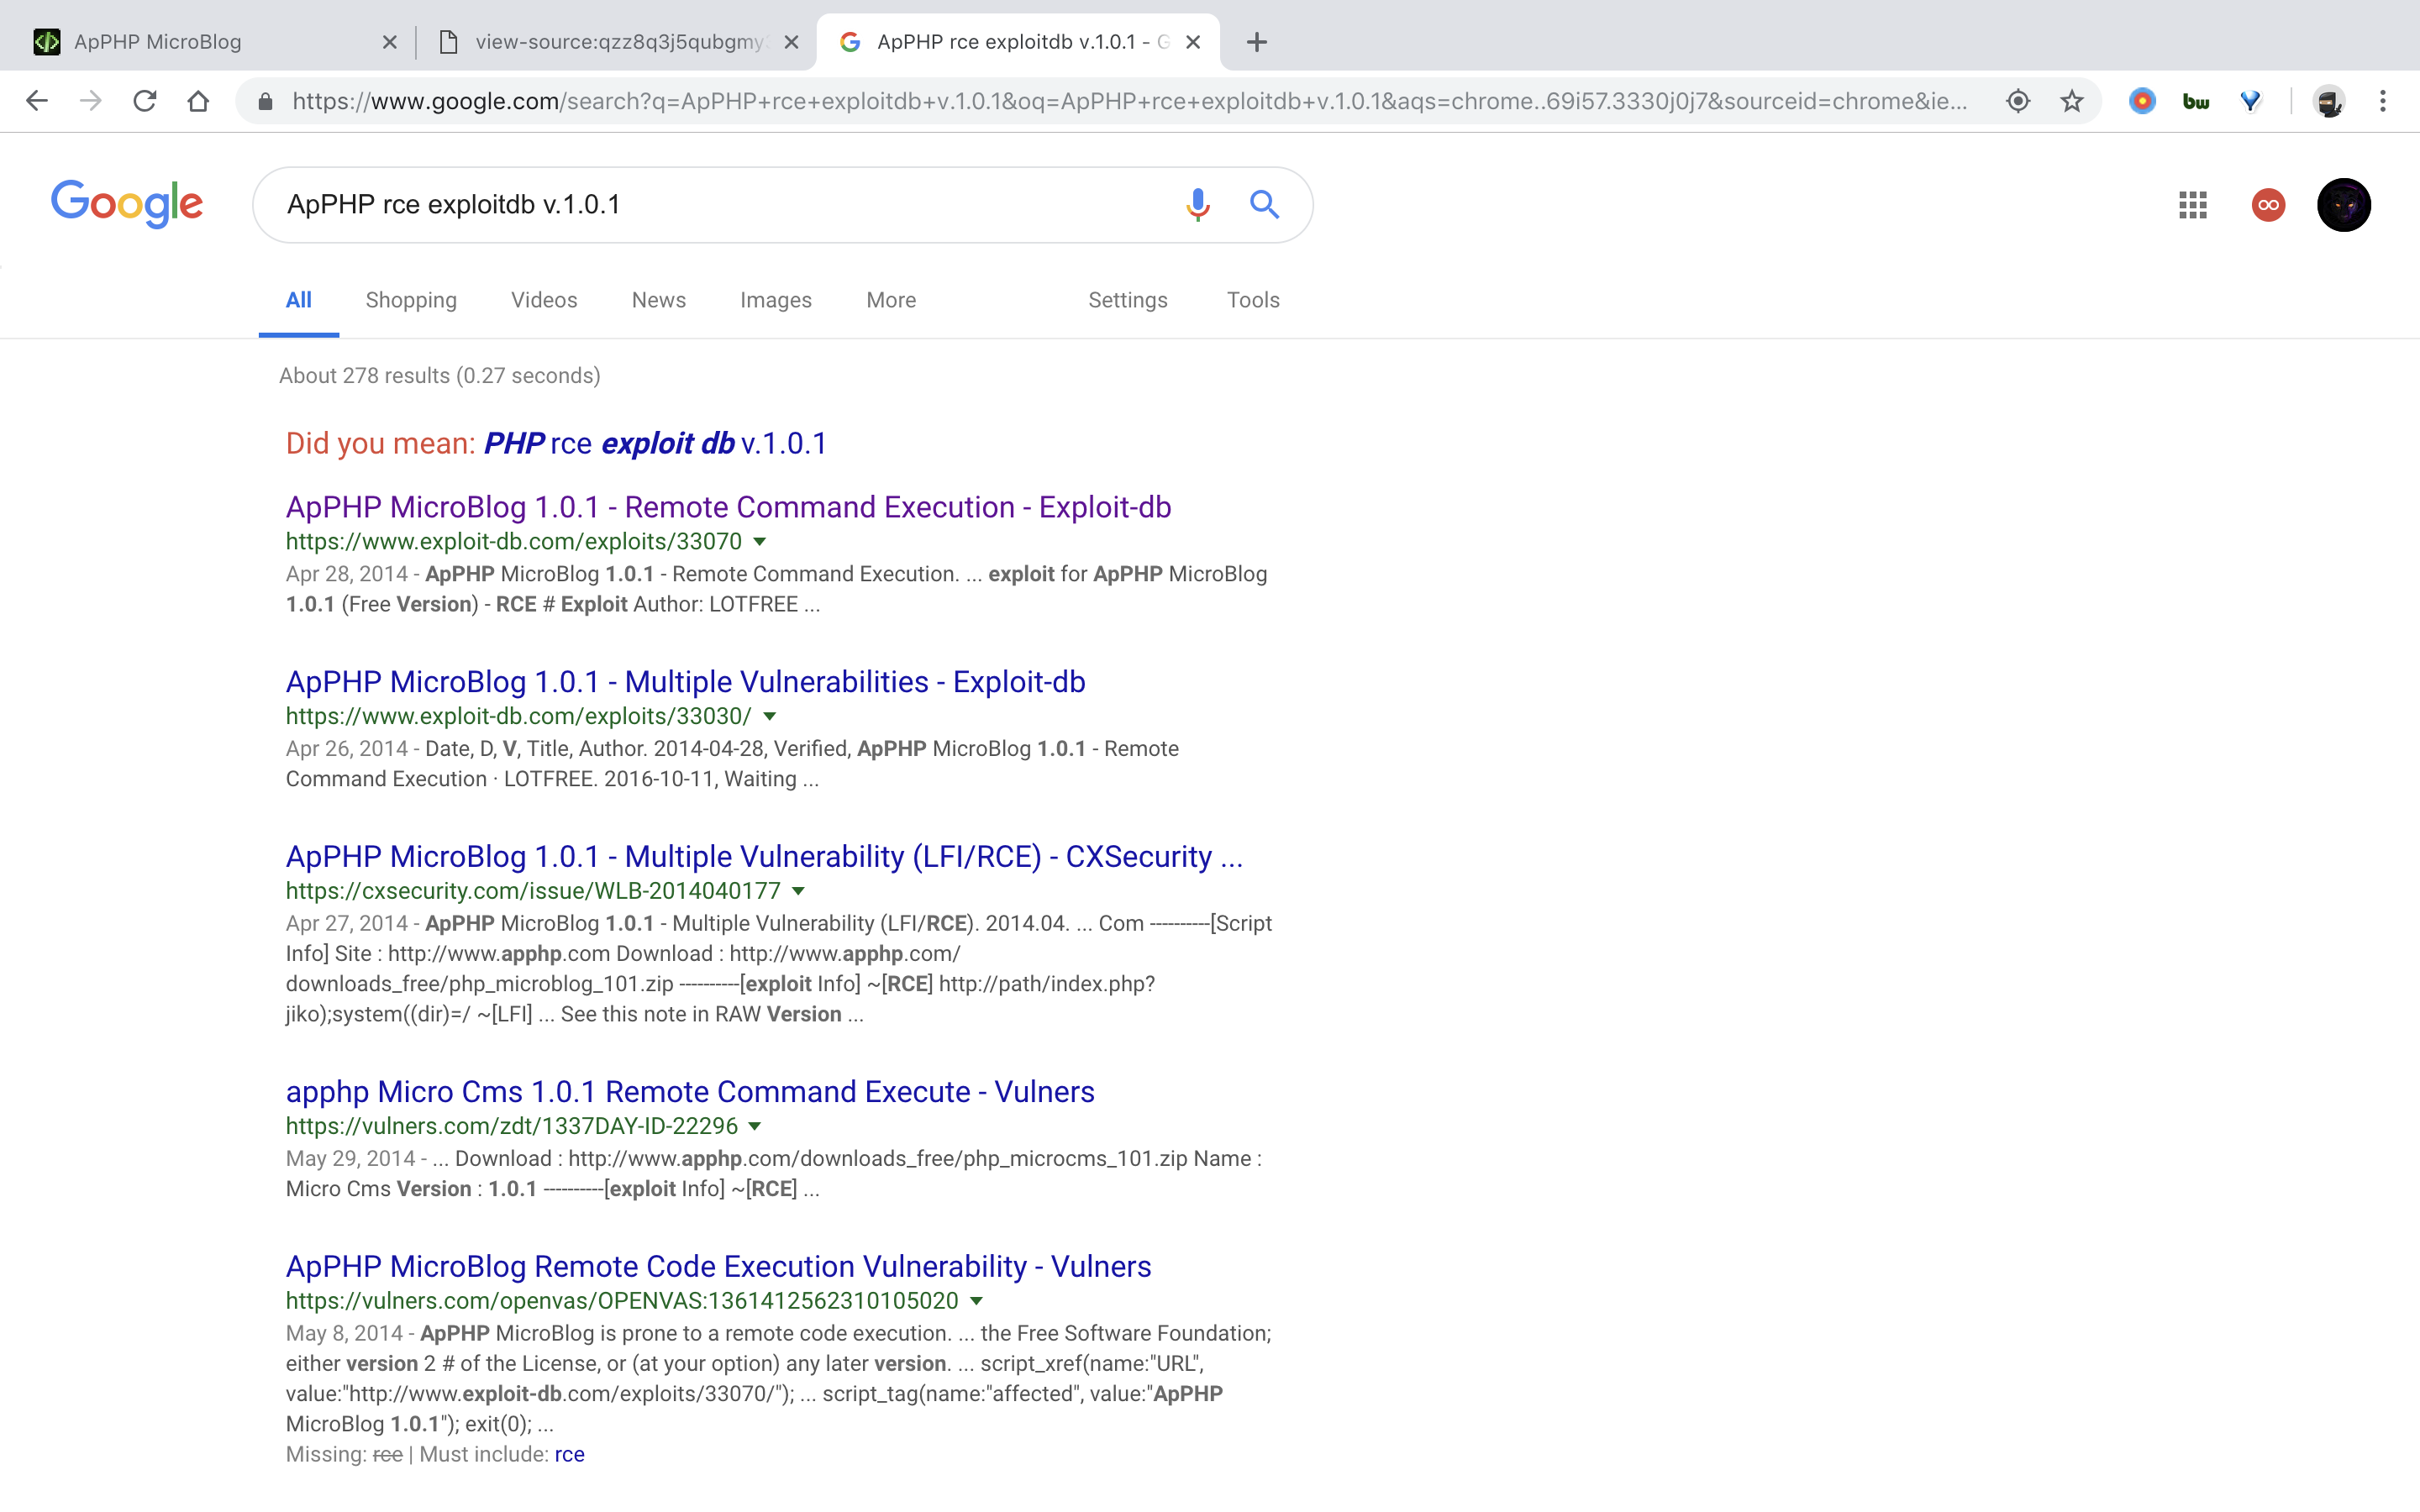 ApPHP MicroBlog
view-source:qzz8q3j5qubgmy
ApPHP rce exploitdb v.1.0.1 - G
https://www.google.com/search?q=ApPHP+rce+exploitdb+v.1.0.1&oq=ApPHP+rce+exploitdb+v.1.0.1&aqs=chrome..69i57.3330j0j7&sourceid=chrome&ie...
bw
Google
ApPHP rce exploitdb v.1.0.1
All Shopping Videos News Images More Settings Tools
About 278 results (0.27 seconds)
Did you mean: PHP rce exploit db v.1.0.1
ApPHP MicroBlog 1.0.1 - Remote Command Execution - Exploit-db
https://www.exploit-db.com/exploits/33070
Apr 28, 2014 - ApPHP MicroBlog 1.0.1 - Remote Command Execution. ... exploit for ApPHP MicroBlog
1.0.1 (Free Version) - RCE # Exploit Author: LOTFREE ...
ApPHP MicroBlog 1.0.1 - Multiple Vulnerabilities - Exploit-db
https://www.exploit-db.com/exploits/33030/
Apr 26, 2014 - Date, D, V, Title, Author. 2014-04-28, Verified, ApPHP MicroBlog 1.0.1 - Remote
Command Execution · LOTFREE. 2016-10-11, Waiting ...
ApPHP MicroBlog 1.0.1 - Multiple Vulnerability (LFI/RCE) - CXSecurity ...
https://cxsecurity.com/issue/WLB-2014040177
Apr 27, 2014 - ApPHP MicroBlog 1.0.1 - Multiple Vulnerability (LFI/RCE). 2014.04. ... Com ----------[Script
Info] Site : http://www.apphp.com Download : http://www.apphp.com/
downloads_free/php_microblog_101.zip ----------[exploit Info] ~[RCE] http://path/index.php?
jiko);system((dir)=/ ~[LFI] ... See this note in RAW Version ...
apphp Micro Cms 1.0.1 Remote Command Execute - Vulners
https://vulners.com/zdt/1337DAY-ID-22296
May 29, 2014 - ... Download : http://www.apphp.com/downloads_free/php_microcms_101.zip Name :
Micro Cms Version : 1.0.1 ----------[exploit Info] ~[RCE] ...
ApPHP MicroBlog Remote Code Execution Vulnerability - Vulners
https://vulners.com/openvas/OPENVAS:1361412562310105020
May 8, 2014 - ApPHP MicroBlog is prone to a remote code execution. ... the Free Software Foundation;
either version 2 # of the License, or (at your option) any later version. ... script_xref(name:"URL",
value:"http://www.exploit-db.com/exploits/33070/"); ... script_tag(name:"affected", value:"ApPHP
MicroBlog 1.0.1"); exit(0); ...
Missing: rce | Must include: rce